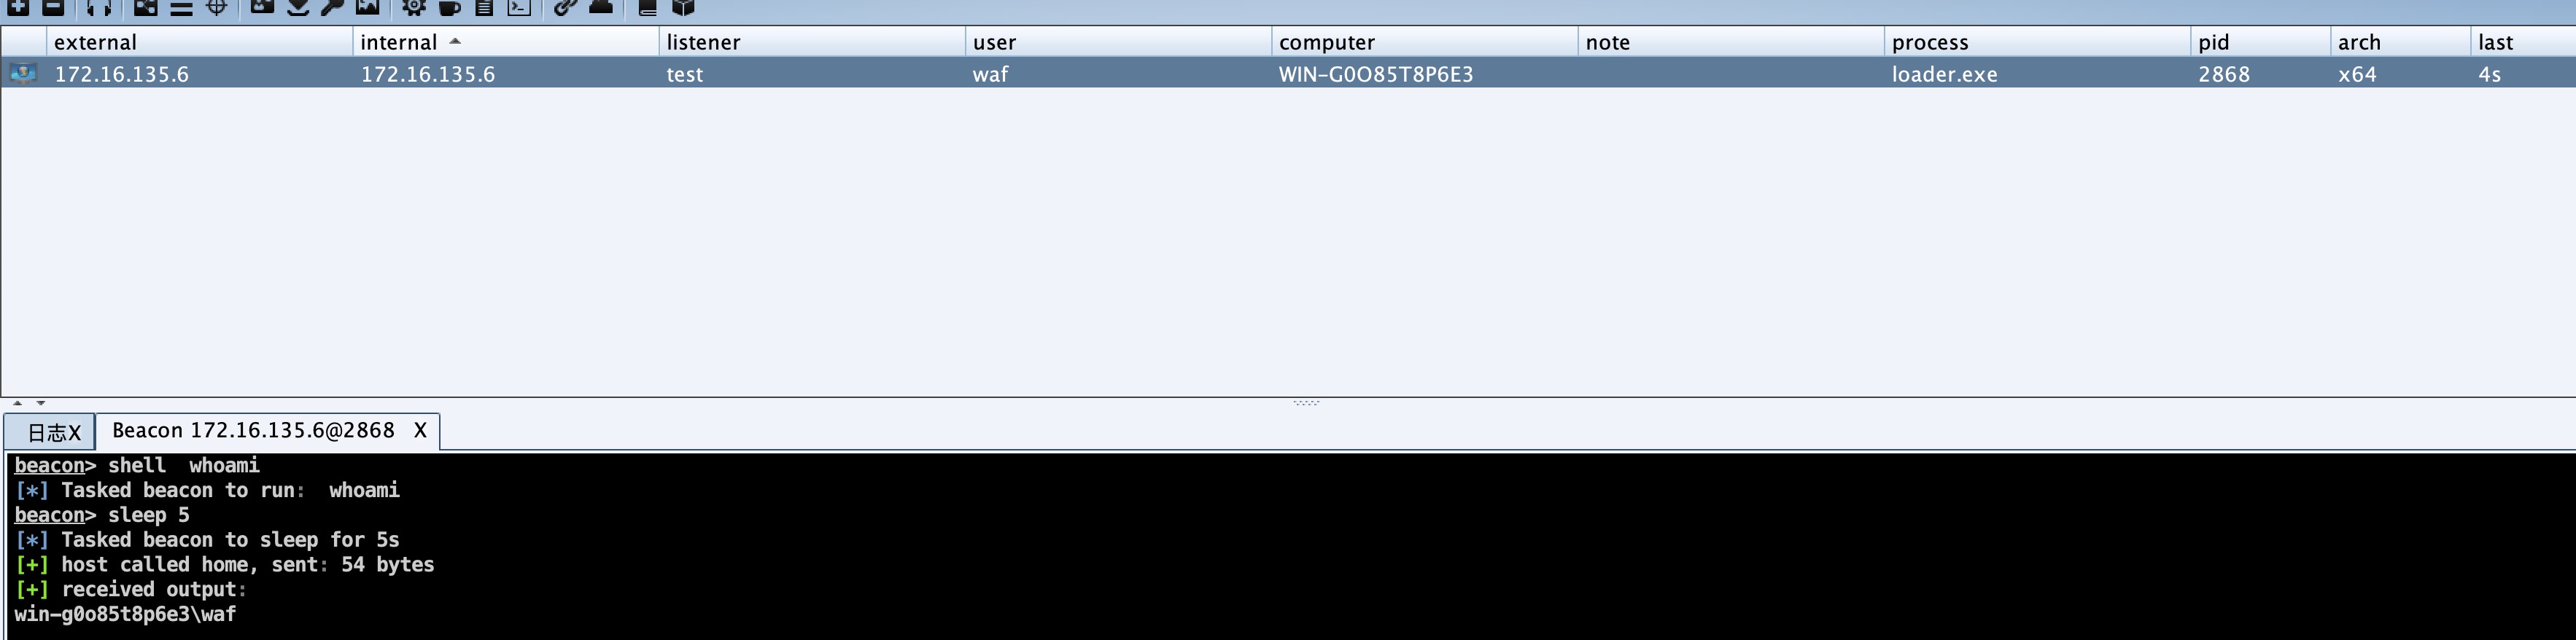 external internal listener user computer note process pid arch last
172.16.135.6 172.16.135.6 test waf WIN-G0O85T8P6E3 loader.exe 2868 x64 4s
日志X Beacon 172.16.135.6@2868 X
beacon> shell  whoami
[*] Tasked beacon to run:  whoami
beacon> sleep 5
[*] Tasked beacon to sleep for 5s
[+] host called home, sent: 54 bytes
[+] received output:
win-g0o85t8p6e3\waf